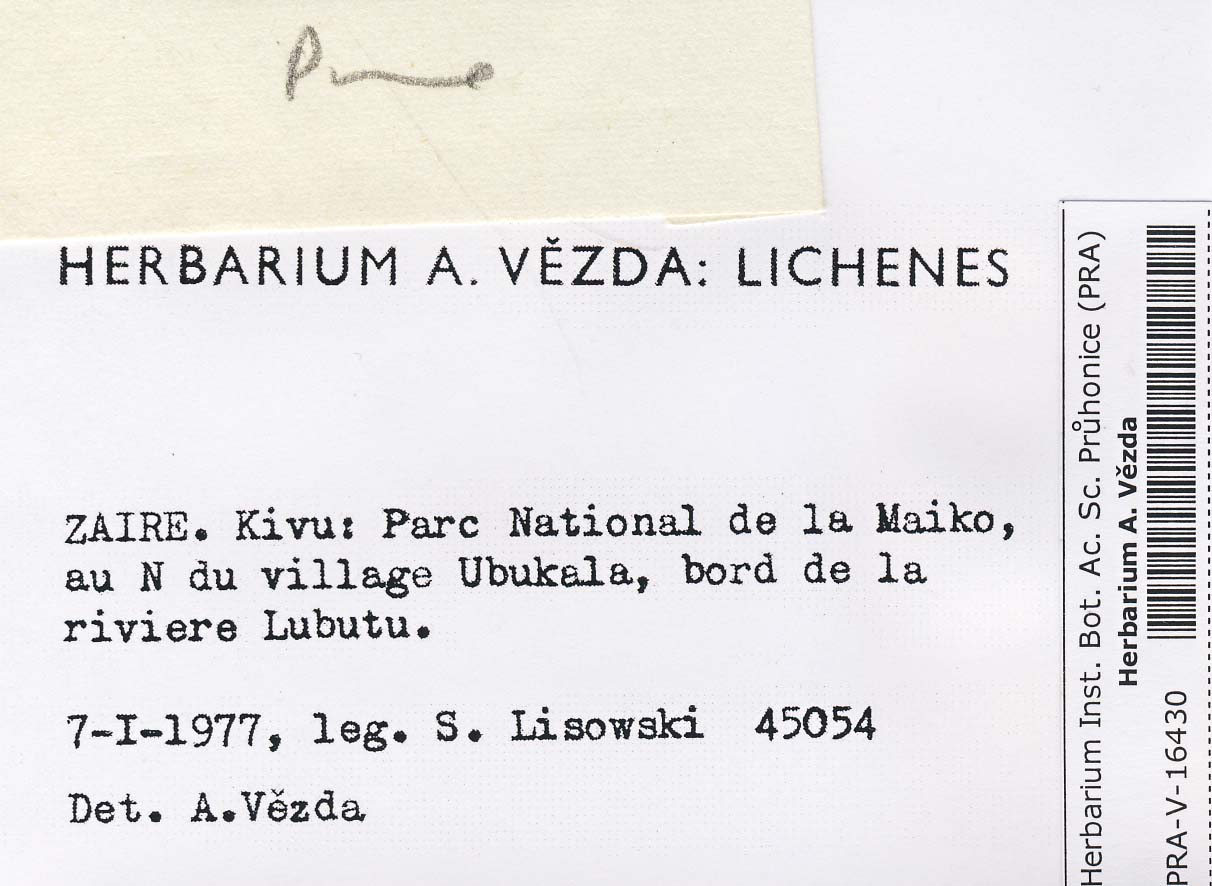 HERBARIUM A. VĚZDA: LICHENES
ZAIRE. Kivu: Parc National de la Maiko,
au N du village Ubukala, bord de la
riviere Lubutu.
7-I-1977, leg. S. Lisowski 45054
Det. A.Vězda
Herbarium Inst. Bot. Ac. Sc. Průhonice (PRA)
Herbarium A. Vězda
PRA-V-16430